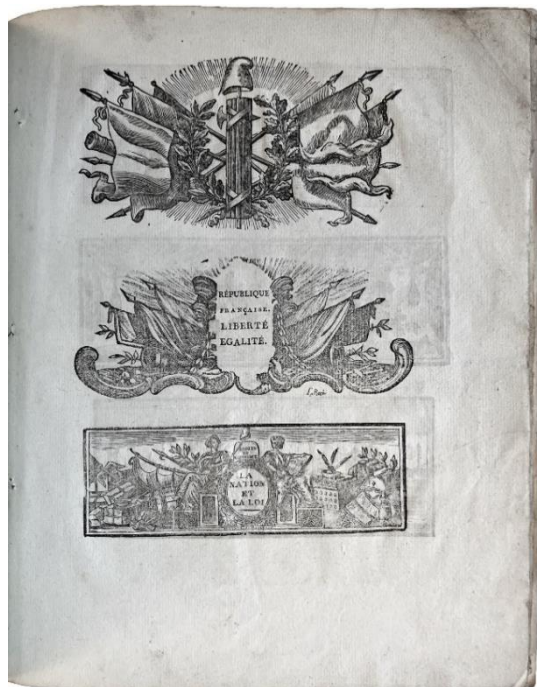 RÉPUBLIQUE
FRANÇAISE.
LIBERTÉ
EGALITÉ.
LA
NATION
ET
LA LOI